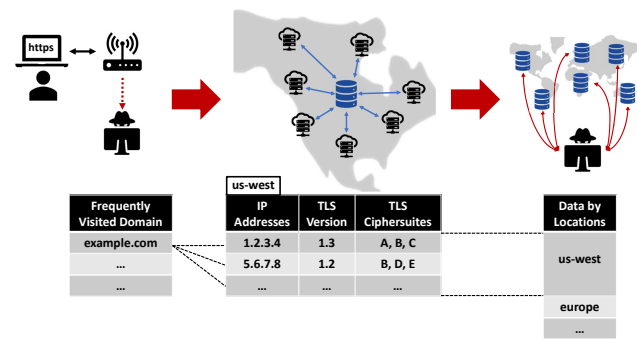 https
us-west
Frequently
Visited Domain
example.com
...
...
IP
Addresses
TLS
Version
TLS
Ciphersuites
1.2.3.4
1.3
A, B, C
5.6.7.8
1.2
B, D, E
...
...
...
Data by
Locations
us-west
europe
...